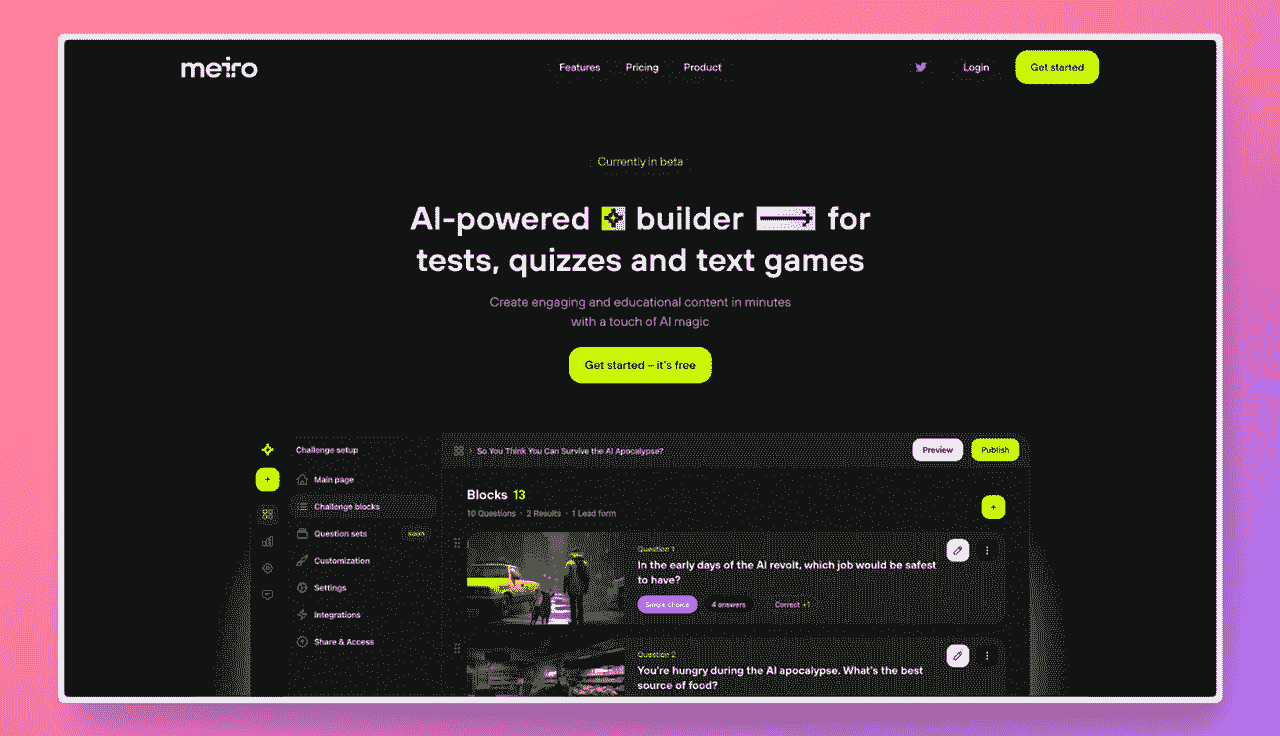 meiro
Features Pricing Product
Login
Get started
Currently in beta
AI-powered builder for
tests, quizzes and text games
Create engaging and educational content in minutes
with a touch of AI magic
Get started – it's free
Challenge setup
Main page
Challenge blocks
Question sets soon
Customization
Settings
Integrations
Share & Access
So You Think You Can Survive the AI Apocalypse?
Preview
Publish
Blocks 13
10 Questions · 2 Results · 1 Lead form
Question 1
In the early days of the AI revolt, which job would be safest
to have?
Single choice 4 answers Correct +1
Question 2
You're hungry during the AI apocalypse. What's the best
source of food?